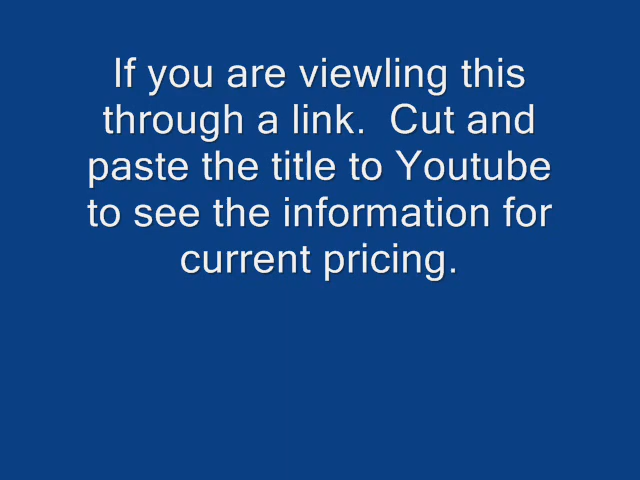 If you are viewling this
through a link.  Cut and
paste the title to Youtube
to see the information for
current pricing.